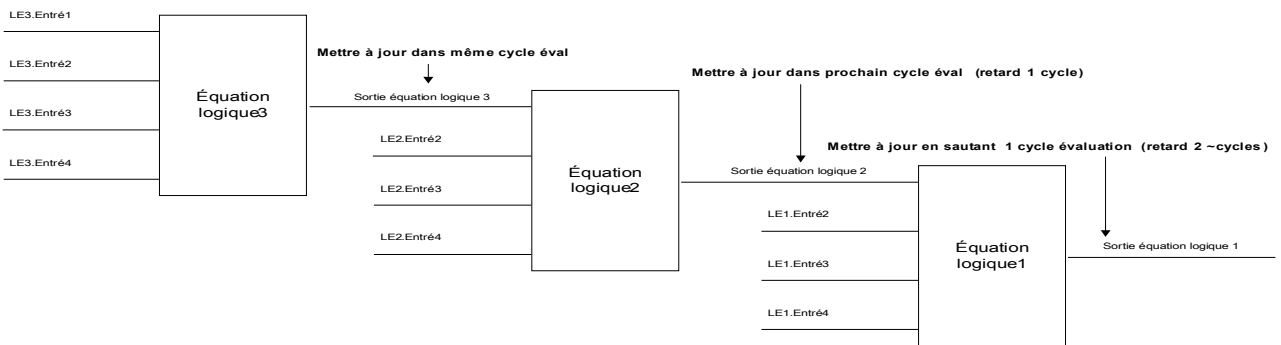 LE3.Entré1
LE3.Entré2
LE3.Entré3
LE3.Entré4
Équation
logique3
Mettre à jour dans même cycle éval
Sortie équation logique 3
LE2.Entré2
LE2.Entré3
LE2.Entré4
Équation
logique2
Mettre à jour dans prochain cycle éval (retard 1 cycle)
Sortie équation logique 2
LE1.Entré2
LE1.Entré3
LE1.Entré4
Équation
logique1
Mettre à jour en sautant 1 cycle évaluation (retard 2 ~cycles)
Sortie équation logique 1